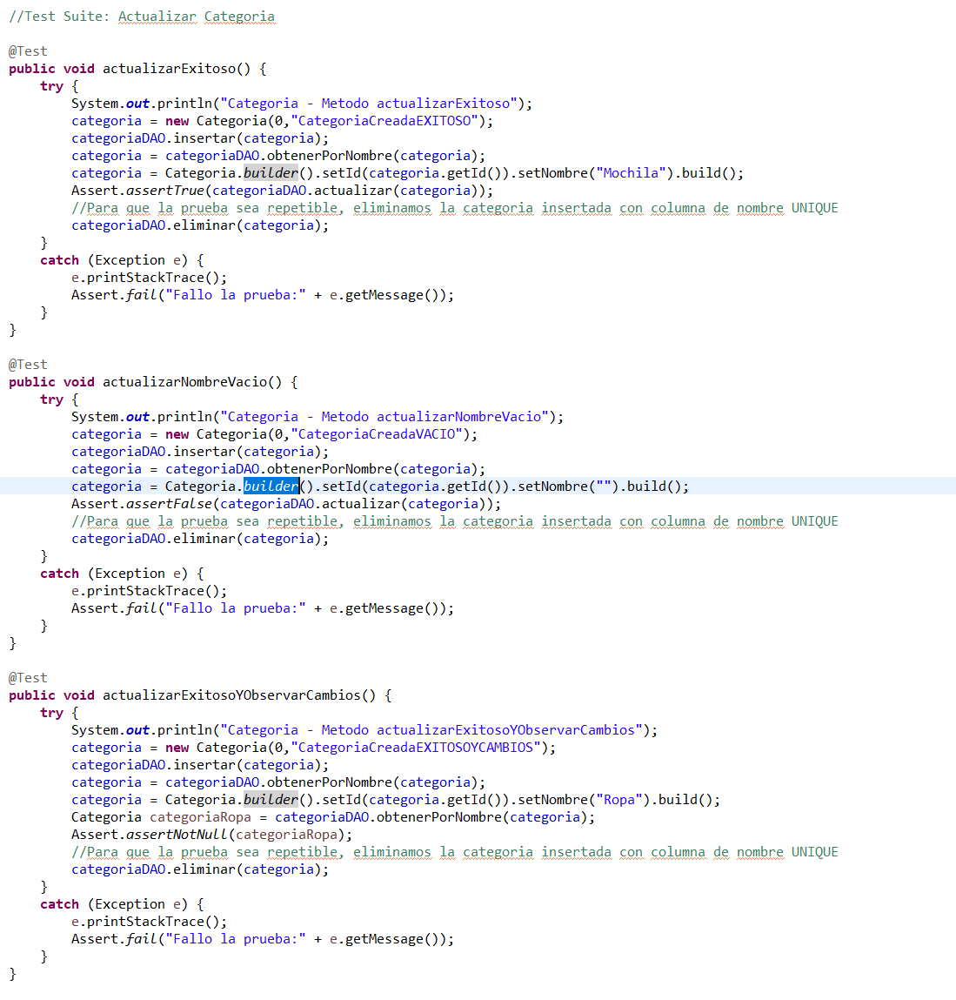 //Test Suite: Actualizar Categoria
@Test
public void actualizarExitoso() {
try {
System.out.println("Categoria - Metodo actualizarExitoso");
categoria = new Categoria(0,"CategoriaCreadaEXITOSO");
categoriaDAO.insertar(categoria);
categoria = categoriaDAO.obtenerPorNombre(categoria);
categoria = Categoria.builder().setId(categoria.getId()).setNombre("Mochila").build();
Assert.assertTrue(categoriaDAO.actualizar(categoria));
//Para que la prueba sea repetible, eliminamos la categoria insertada con columna de nombre UNIQUE
categoriaDAO.eliminar(categoria);
}
catch (Exception e) {
e.printStackTrace();
Assert.fail("Fallo la prueba:" + e.getMessage());
}
}
@Test
public void actualizarNombreVacio() {
try {
System.out.println("Categoria - Metodo actualizarNombreVacio");
categoria = new Categoria(0,"CategoriaCreadaVACIO");
categoriaDAO.insertar(categoria);
categoria = categoriaDAO.obtenerPorNombre(categoria);
categoria = Categoria.builder().setId(categoria.getId()).setNombre("").build();
Assert.assertFalse(categoriaDAO.actualizar(categoria));
//Para que la prueba sea repetible, eliminamos la categoria insertada con columna de nombre UNIQUE
categoriaDAO.eliminar(categoria);
}
catch (Exception e) {
e.printStackTrace();
Assert.fail("Fallo la prueba:" + e.getMessage());
}
}
@Test
public void actualizarExitosoYObservarCambios() {
try {
System.out.println("Categoria - Metodo actualizarExitosoYObservarCambios");
categoria = new Categoria(0,"CategoriaCreadaEXITOSOYCAMBIOS");
categoriaDAO.insertar(categoria);
categoria = categoriaDAO.obtenerPorNombre(categoria);
categoria = Categoria.builder().setId(categoria.getId()).setNombre("Ropa").build();
Categoria categoriaRopa = categoriaDAO.obtenerPorNombre(categoria);
Assert.assertNotNull(categoriaRopa);
//Para que la prueba sea repetible, eliminamos la categoria insertada con columna de nombre UNIQUE
categoriaDAO.eliminar(categoria);
}
catch (Exception e) {
e.printStackTrace();
Assert.fail("Fallo la prueba:" + e.getMessage());
}
}